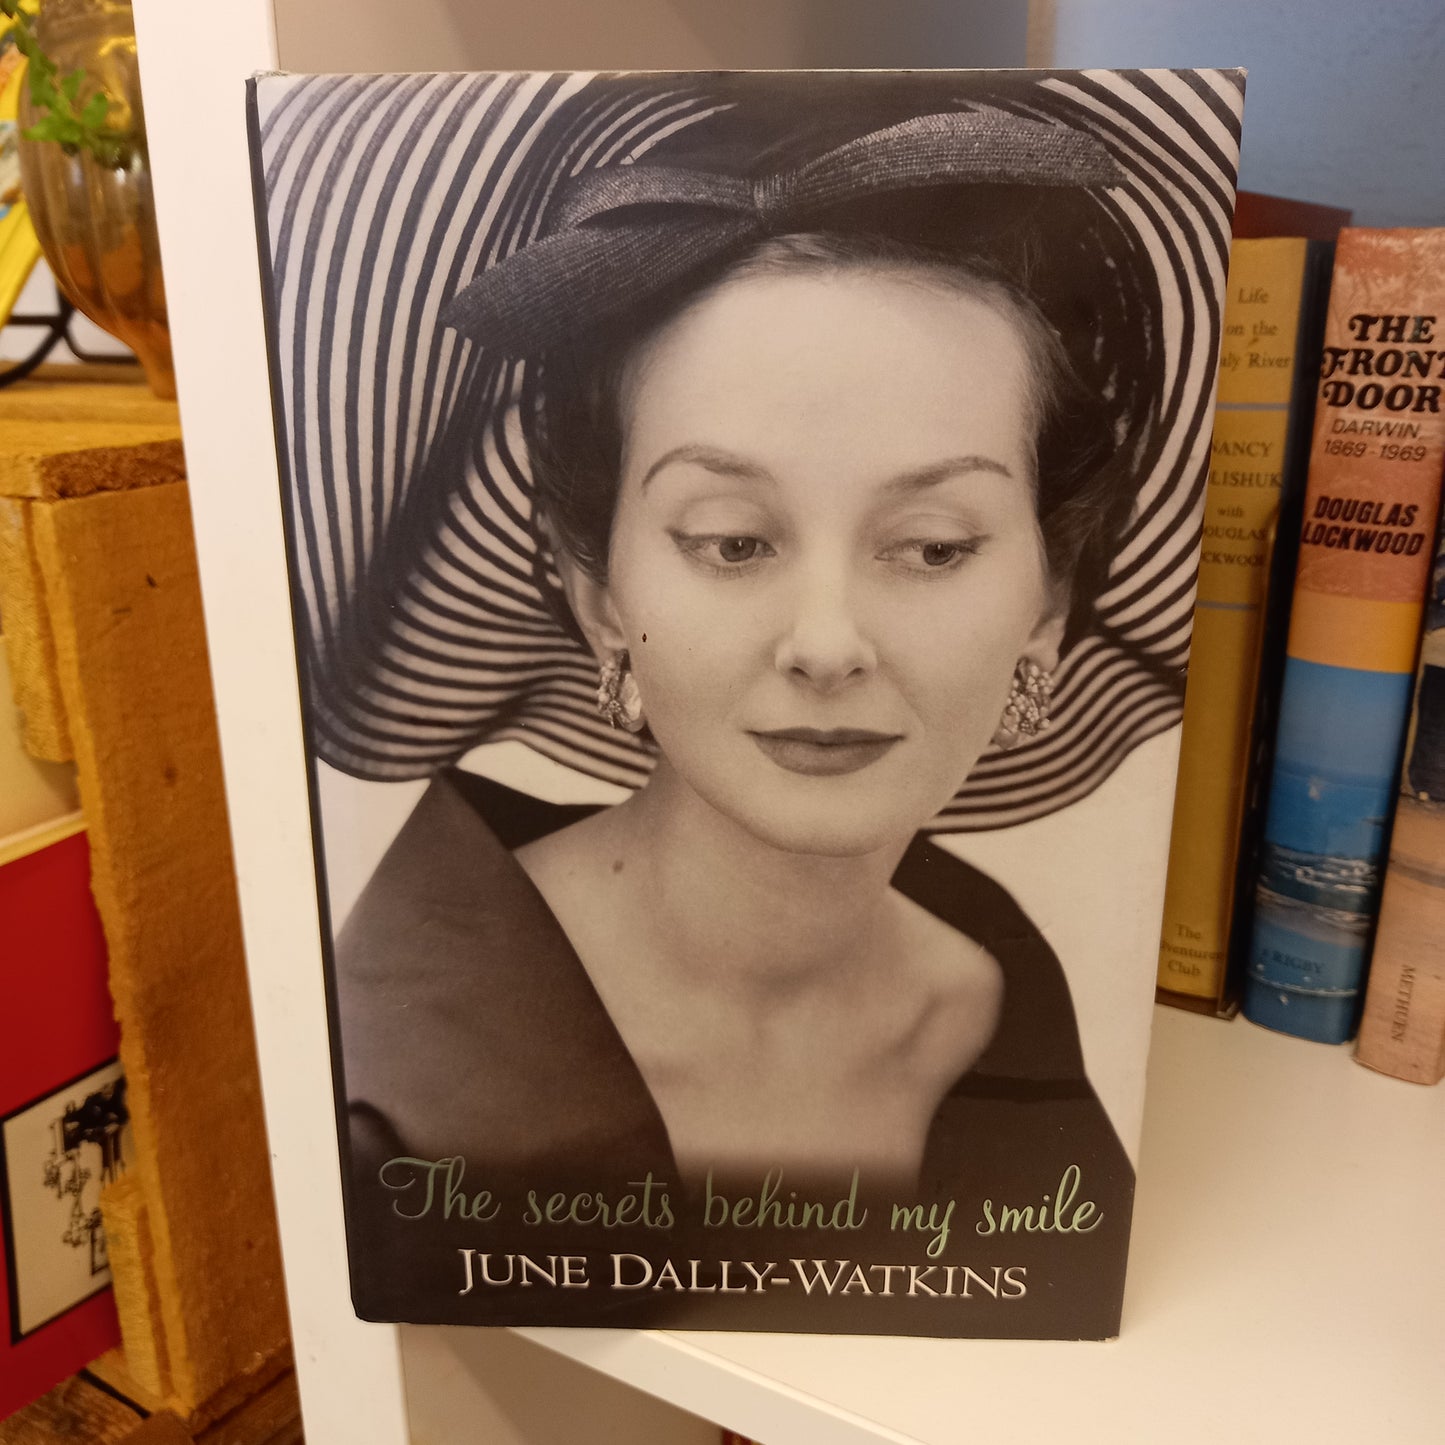 The secrets behind my smile
JUNE DALLY-WATKINS
Life
on the
River
NANCY
with
The
Club
THE
FRONT
DOOR
DARWIN,
1869-1969
DOUGLAS
LOCKWOOD
RIGBY
METHUEN